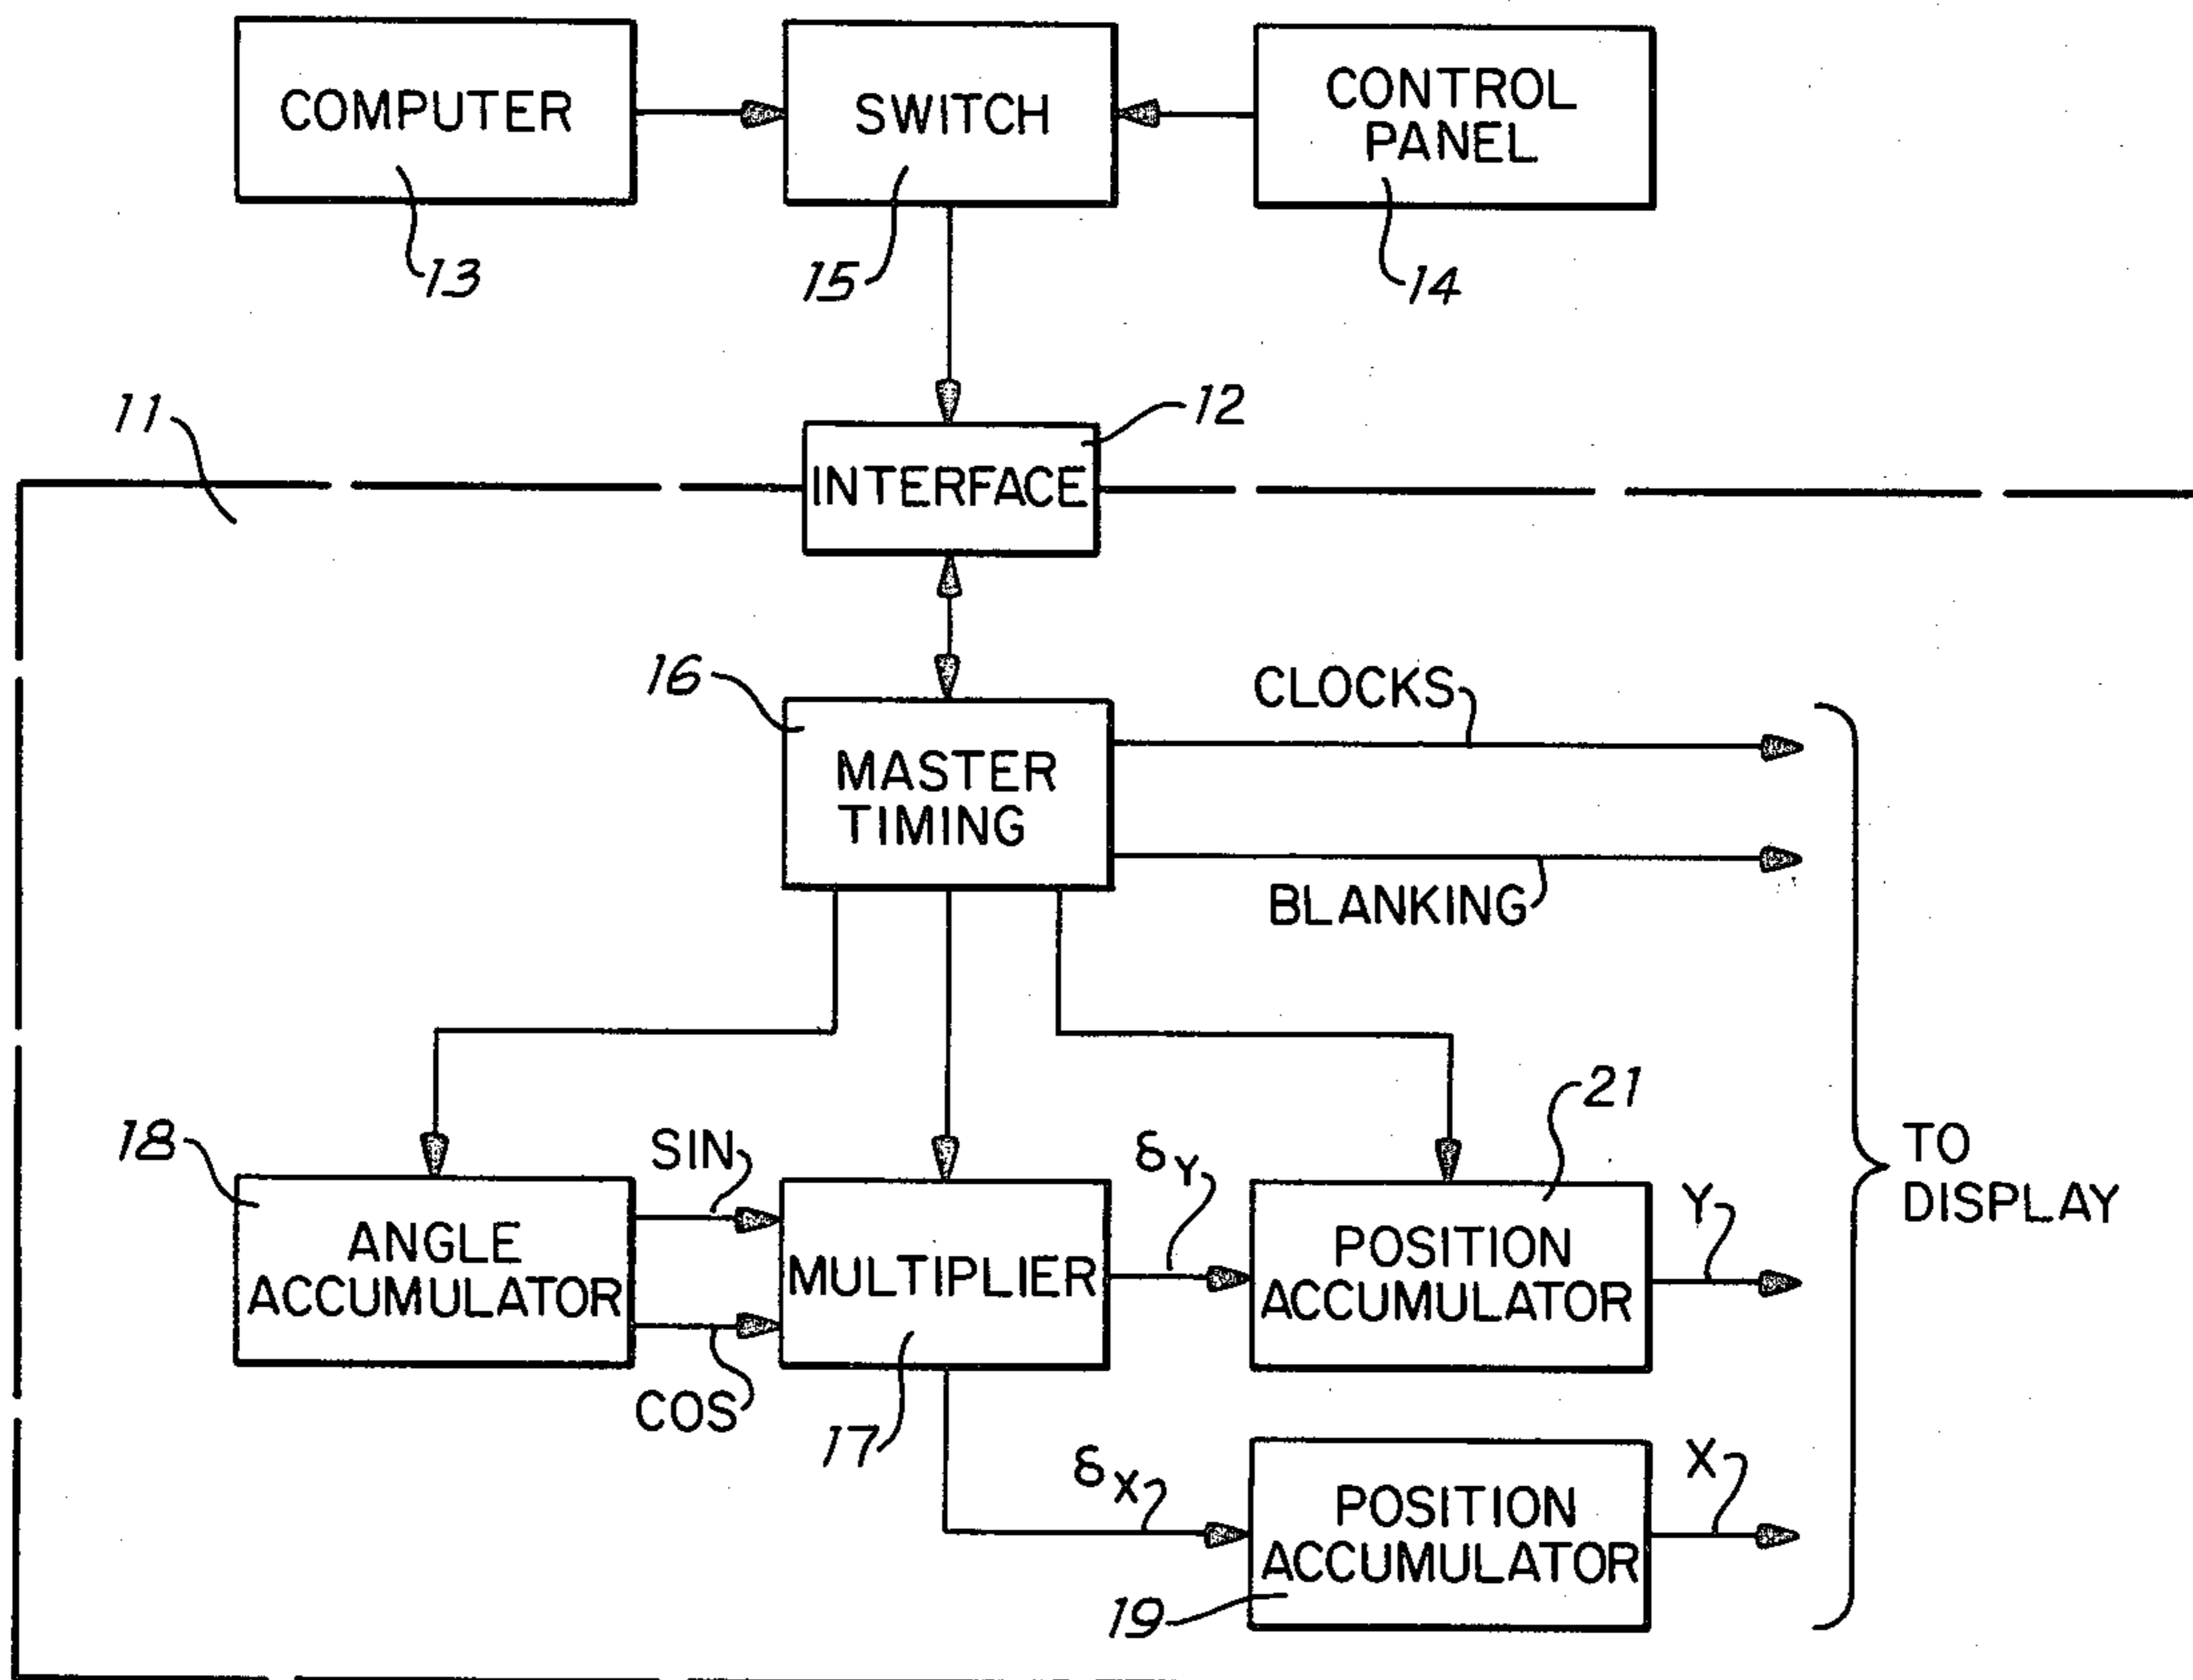 COMPUTER
SWITCH
CONTROL
PANEL
13
15
14
11
12
INTERFACE
16
CLOCKS
MASTER
TIMING
BLANKING
21
18
SIN
δY
Y
TO
DISPLAY
ANGLE
ACCUMULATOR
MULTIPLIER
POSITION
ACCUMULATOR
COS
17
δX
X
POSITION
ACCUMULATOR
19